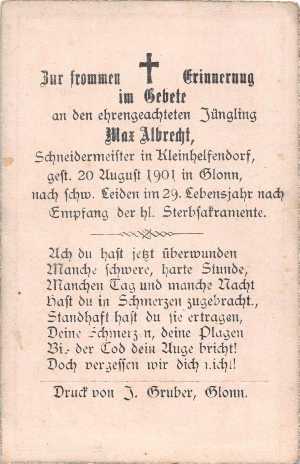 Zur frommen Erinnerung
im Gebete
an den ehrengeachteten Jüngling
Max Albrecht,
Schneidermeister in Kleinhelfendorf,
gest. 20 August 1901 in Glonn,
nach schw. Leiden im 29. Lebensjahr nach
Empfang der hl. Sterbsakramente.
Ach du hast jetzt überwunden
Manche schwere, harte Stunde,
Manchen Tag und manche Nacht
Hast du in Schmerzen zugebracht.,
Standhaft hast du sie ertragen,
Deine Schmerzen, deine Plagen
Bis der Tod dein Auge bricht!
Doch vergessen wir dich nicht!
Druck von J. Gruber, Glonn.